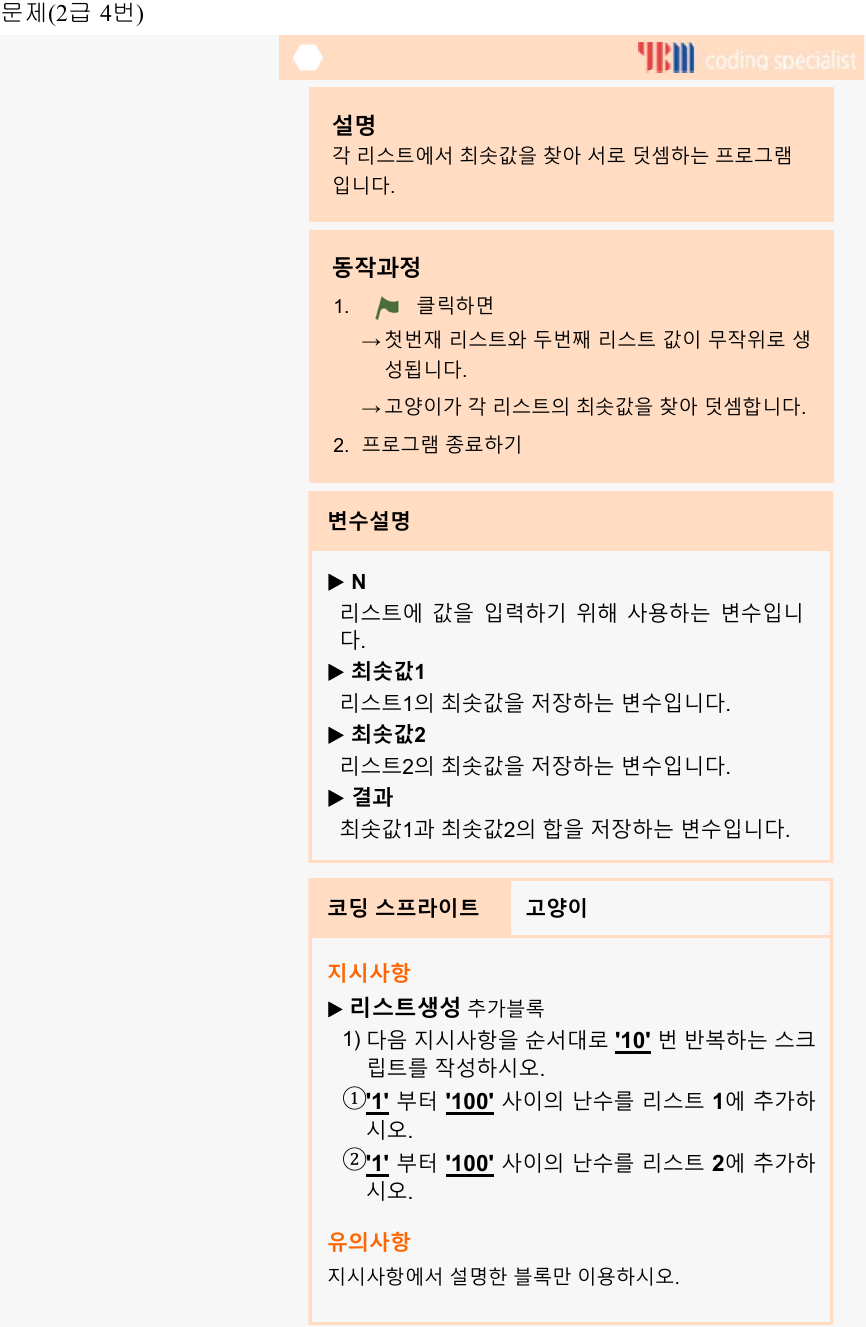 문제(2급 4번)
YBM coding specialist
설명
각 리스트에서 최솟값을 찾아 서로 덧셈하는 프로그램
입니다.
동작과정
1. 클릭하면
→첫번재 리스트와 두번째 리스트 값이 무작위로 생
성됩니다.
→고양이가 각 리스트의 최솟값을 찾아 덧셈합니다.
2. 프로그램 종료하기
변수설명
▶ N
리스트에 값을 입력하기 위해 사용하는 변수입니
다.
▶ 최솟값1
리스트1의 최솟값을 저장하는 변수입니다.
▶ 최솟값2
리스트2의 최솟값을 저장하는 변수입니다.
▶ 결과
최솟값1과 최솟값2의 합을 저장하는 변수입니다.
코딩 스프라이트 고양이
지시사항
▶ 리스트생성 추가블록
1) 다음 지시사항을 순서대로 '10' 번 반복하는 스크
립트를 작성하시오.
①'1' 부터 '100' 사이의 난수를 리스트 1에 추가하
시오.
②'1' 부터 '100' 사이의 난수를 리스트 2에 추가하
시오.
유의사항
지시사항에서 설명한 블록만 이용하시오.